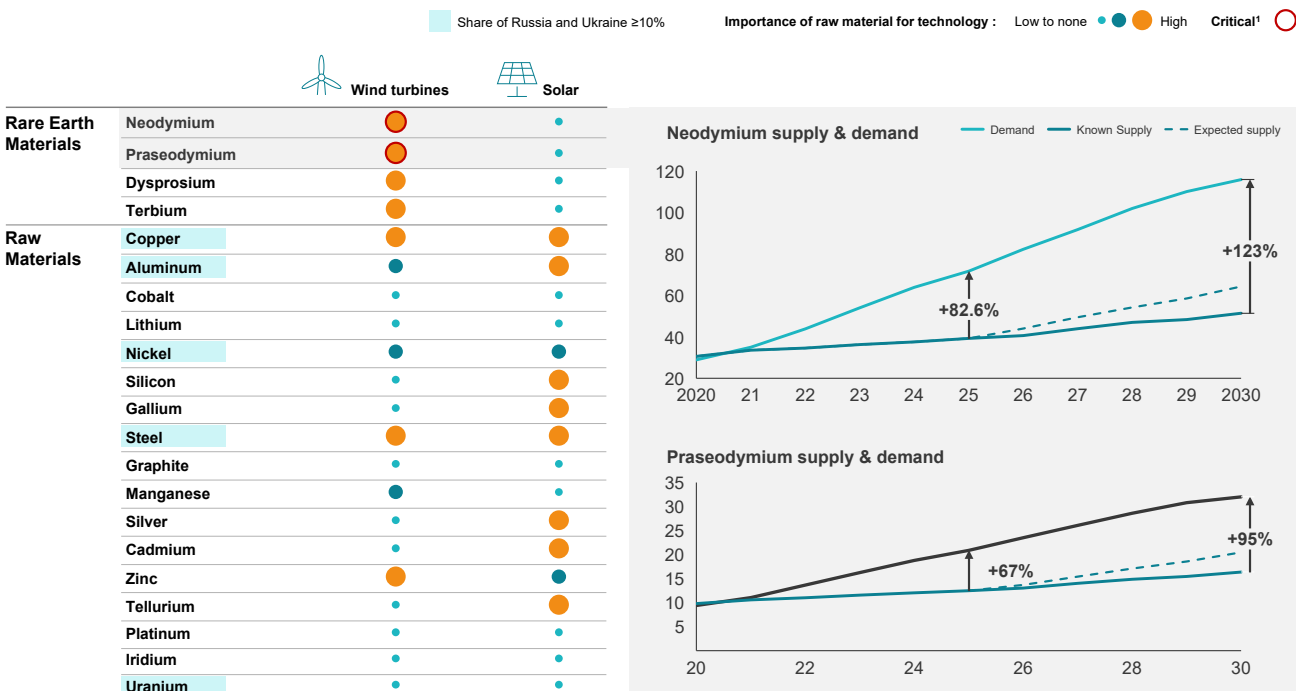 Share of Russia and Ukraine ≥10%
Importance of raw material for technology : Low to none High Critical¹
Wind turbines Solar
Rare Earth Materials
Neodymium
Praseodymium
Dysprosium
Terbium
Raw Materials
Copper
Aluminum
Cobalt
Lithium
Nickel
Silicon
Gallium
Steel
Graphite
Manganese
Silver
Cadmium
Zinc
Tellurium
Platinum
Iridium
Uranium
Neodymium supply & demand
Demand Known Supply Expected supply
120
100
80
60
40
20
+82.6%
+123%
2020 21 22 23 24 25 26 27 28 29 2030
Praseodymium supply & demand
35
30
25
20
15
10
5
+67%
+95%
20 22 24 26 28 30